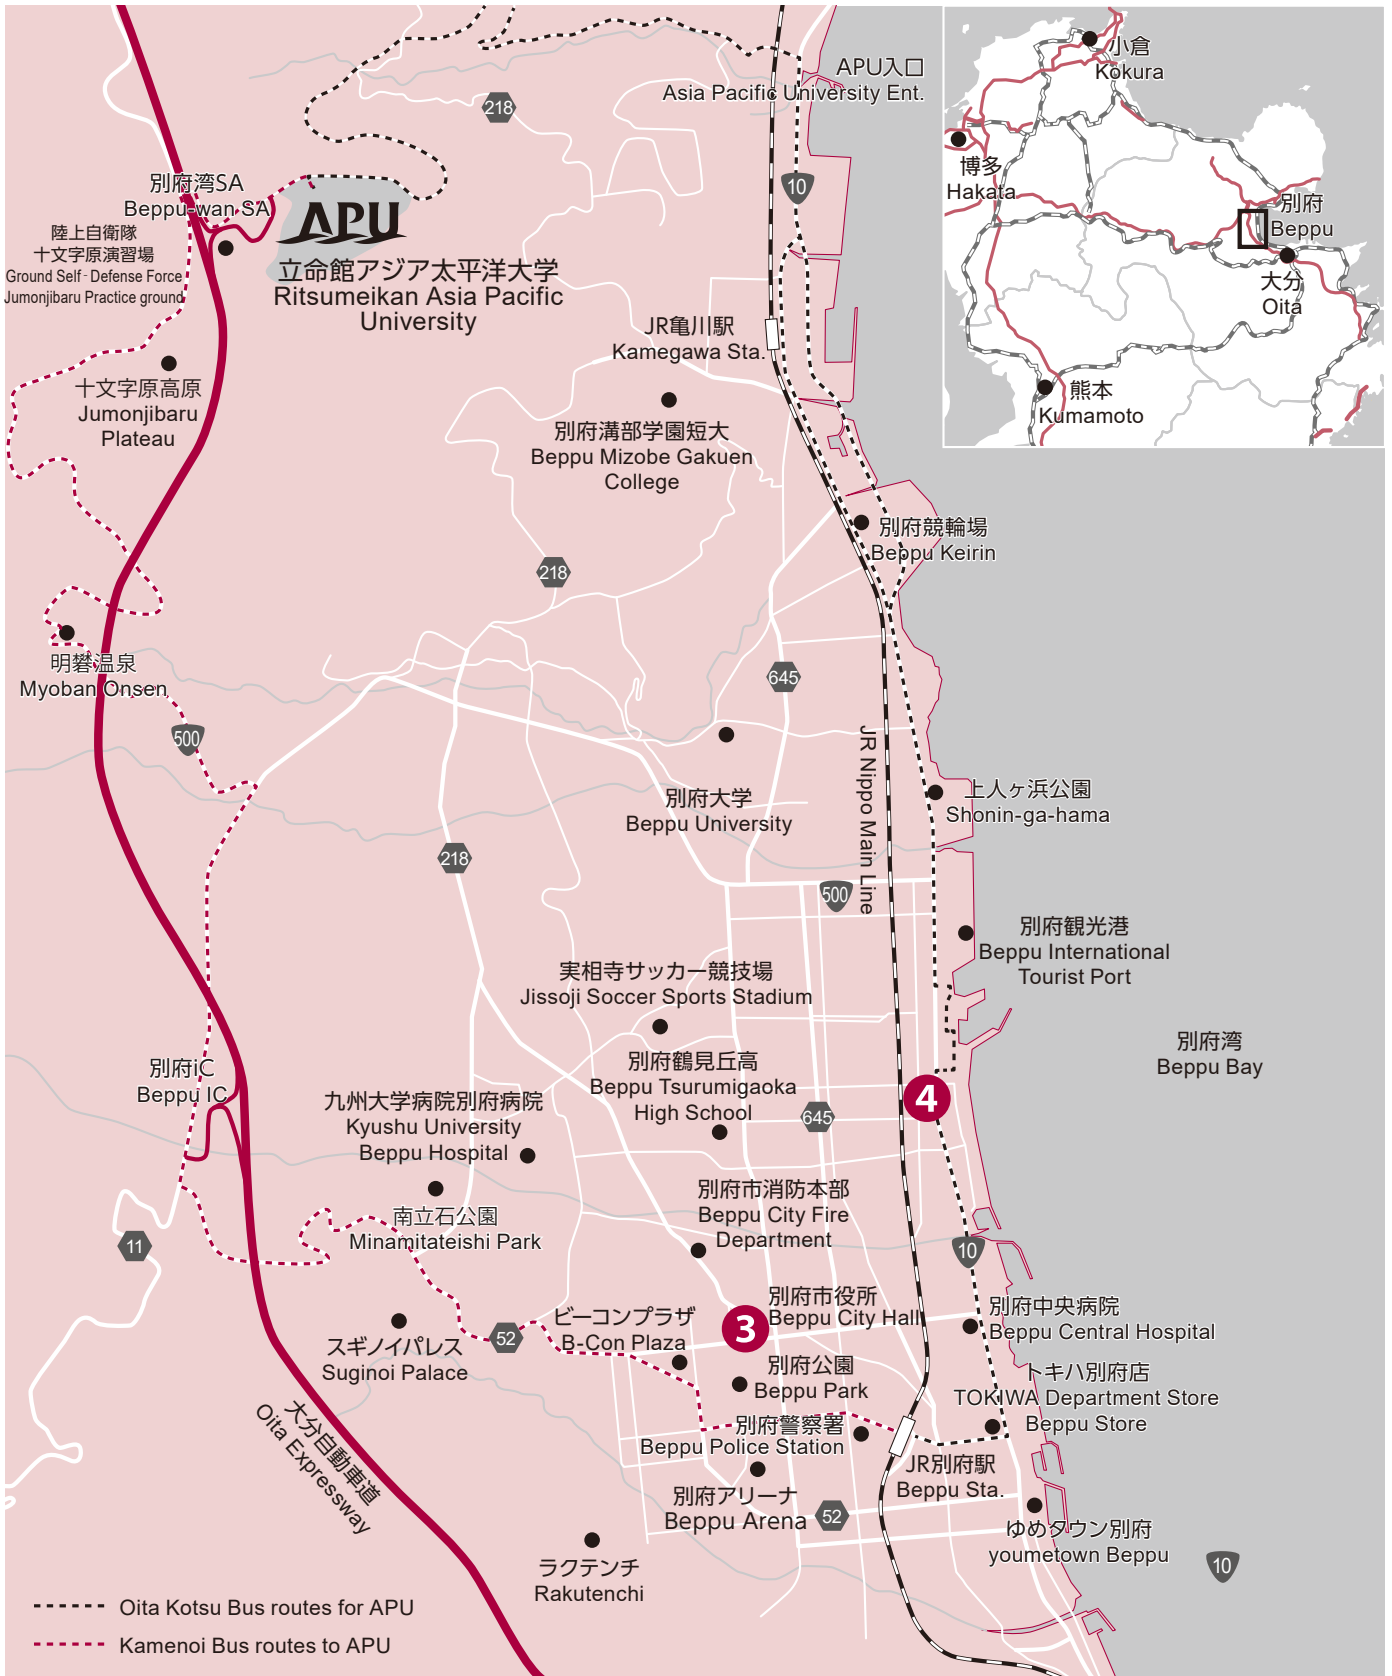 APU入口
Asia Pacific University Ent.
小倉
Kokura
博多
Hakata
別府
Beppu
大分
Oita
熊本
Kumamoto
218
10
別府湾SA
Beppu-wan SA
陸上自衛隊
十文字原演習場
Ground Self-Defense Force
Jumonjibaru Practice ground
APU
立命館アジア太平洋大学
Ritsumeikan Asia Pacific
University
JR亀川駅
Kamegawa Sta.
十文字原高原
Jumonjibaru
Plateau
別府溝部学園短大
Beppu Mizobe Gakuen
College
別府競輪場
Beppu Keirin
218
明礬温泉
Myoban Onsen
645
500
JR Nippo Main Line
別府大学
Beppu University
上人ヶ浜公園
Shonin-ga-hama
218
500
別府観光港
Beppu International
Tourist Port
実相寺サッカー競技場
Jissoji Soccer Sports Stadium
別府湾
Beppu Bay
別府iC
Beppu IC
別府鶴見丘高
Beppu Tsurumigaoka
High School
4
645
九州大学病院別府病院
Kyushu University
Beppu Hospital
南立石公園
Minamitateishi Park
別府市消防本部
Beppu City Fire
Department
11
10
別府市役所
Beppu City Hall
3
別府中央病院
Beppu Central Hospital
ビーコンプラザ
B-Con Plaza
52
スギノイパレス
Suginoi Palace
別府公園
Beppu Park
トキハ別府店
TOKIWA Department Store
Beppu Store
別府警察署
Beppu Police Station
大分自動車道
Oita Expressway
JR別府駅
Beppu Sta.
別府アリーナ
Beppu Arena
52
ゆめタウン別府
youmetown Beppu
10
ラクテンチ
Rakutenchi
Oita Kotsu Bus routes for APU
Kamenoi Bus routes to APU